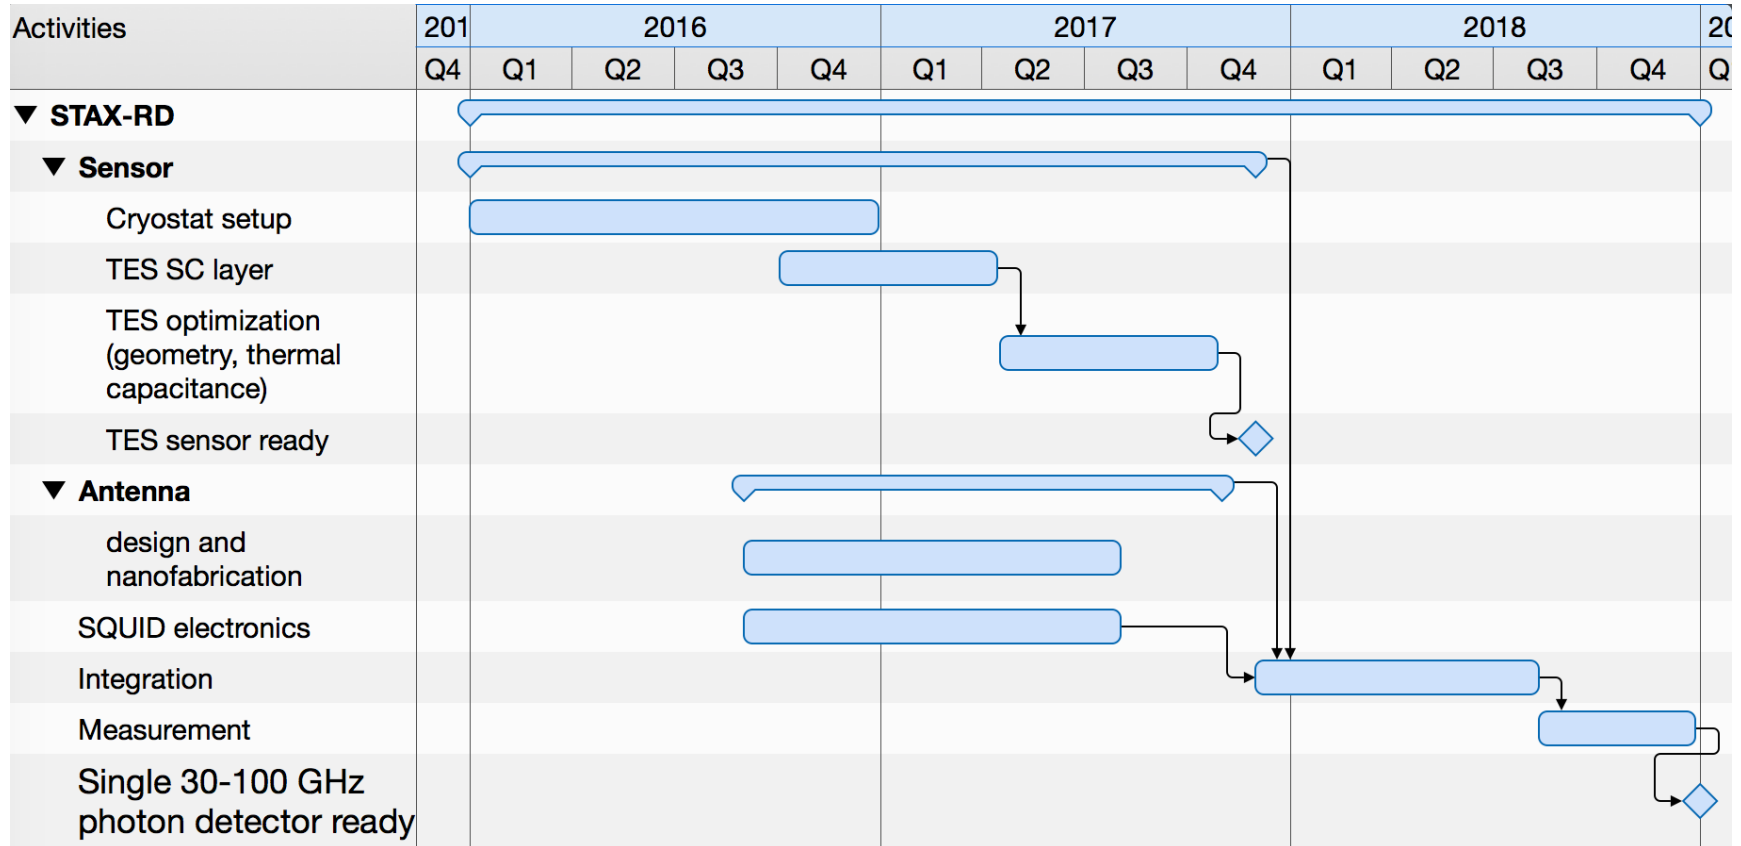 Activities
201 2016 2017 2018 20
Q4 Q1 Q2 Q3 Q4 Q1 Q2 Q3 Q4 Q1 Q2 Q3 Q4 Q
STAX-RD
Sensor
Cryostat setup
TES SC layer
TES optimization
(geometry, thermal
capacitance)
TES sensor ready
Antenna
design and
nanofabrication
SQUID electronics
Integration
Measurement
Single 30-100 GHz
photon detector ready